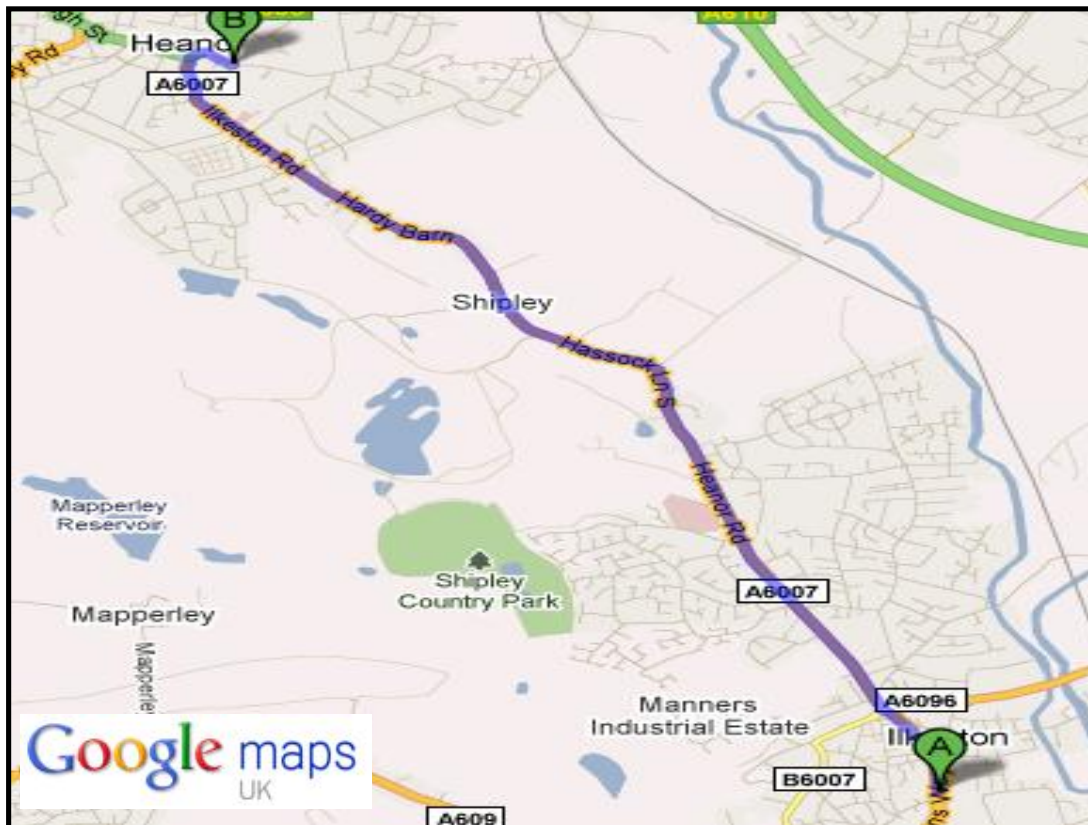 B
Heanor
A6007
Ilkeston Rd
Hardy Barn
Shipley
Hassock Ln S
Heanor Rd
Mapperley
Reservoir
Shipley
Country Park
A6007
Mapperley
Manners
Industrial Estate
A6096
Ilkeston
A
B6007
A609
Google maps
UK